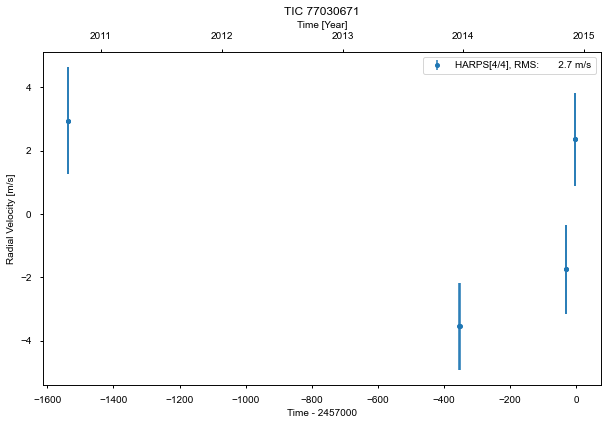 TIC 77030671
Time [Year]
2011 2012 2013 2014 2015
HARPS[4/4], RMS: 2.7 m/s
Radial Velocity [m/s]
4
2
0
−2
−4
−1600 −1400 −1200 −1000 −800 −600 −400 −200 0
Time - 2457000